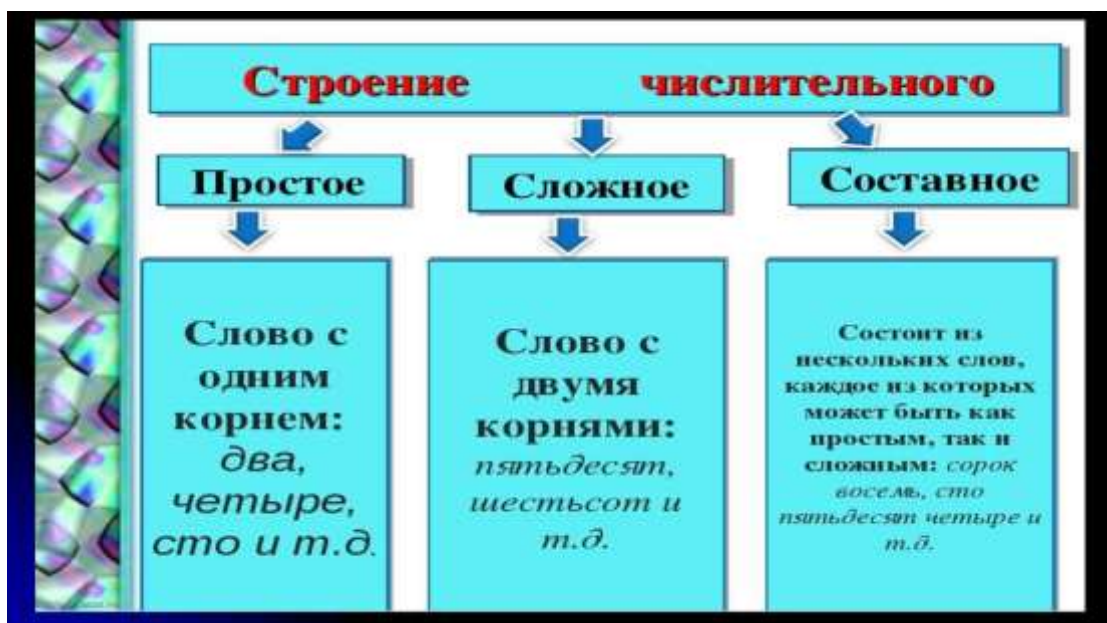 Строение числительного
Простое
Сложное
Составное
Слово с
одним
корнем:
два,
четыре,
сто и т.д.
Слово с
двумя
корнями:
пятьдесят,
шестьсот и
т.д.
Состоит из
нескольких слов,
каждое из которых
может быть как
простым, так и
сложным: сорок
восемь, сто
пятьдесят четыре и
т.д.